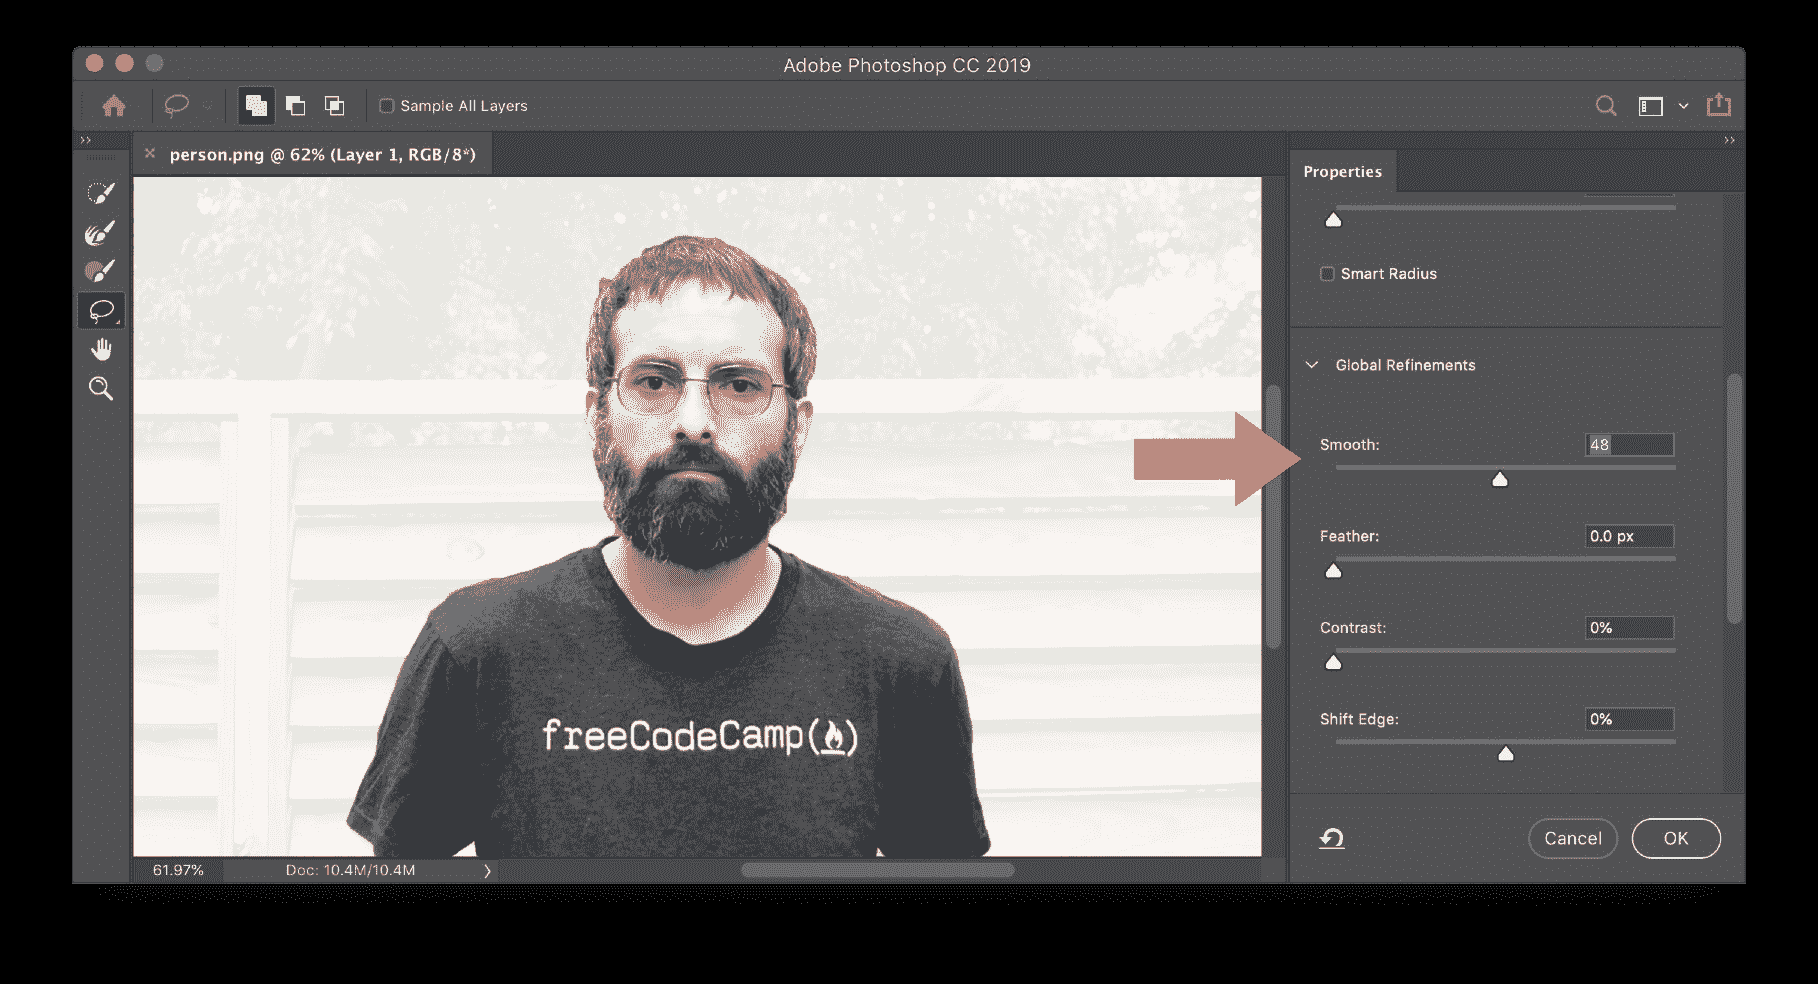 Adobe Photoshop CC 2019
Sample All Layers
person.png @ 62% (Layer 1, RGB/8*)
Properties
Smart Radius
Global Refinements
Smooth: 48
Feather: 0.0 px
Contrast: 0%
Shift Edge: 0%
freeCodeCamp(
)
Cancel OK
61.97% Doc: 10.4M/10.4M